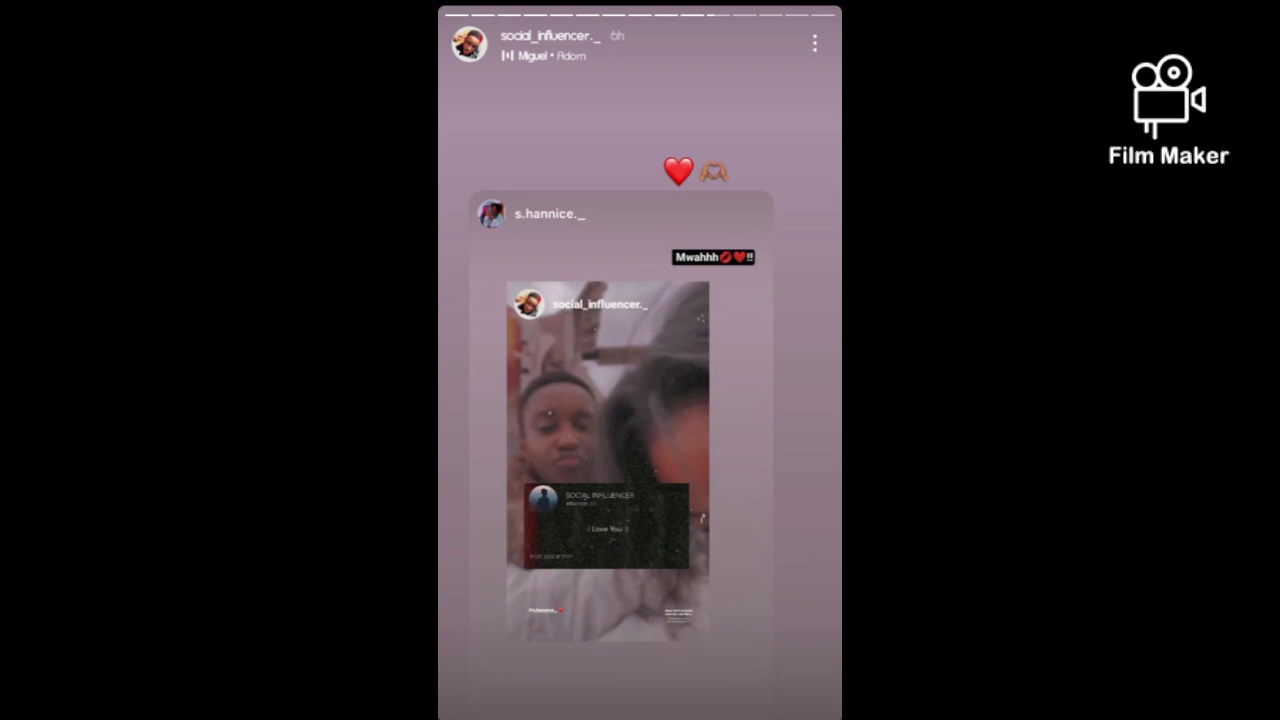 social_influencer._ 6h
Miguel • Adorn
Film Maker
s.hannice._
Mwahhh💋❤️!!
social_influencer._
SOCIAL INFLUENCER
i Love You :)